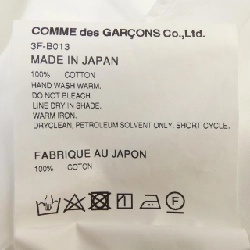 COMME des GARÇONS Co.,Ltd.
3F-B013
MADE IN JAPAN
100% COTTON
HAND WASH WARM.
DO NOT BLEACH.
LINE DRY IN SHADE.
WARM IRON.
DRYCLEAN, PETROLEUM SOLVENT ONLY, SHORT CYCLE.
FABRIQUE AU JAPON
100% COTON